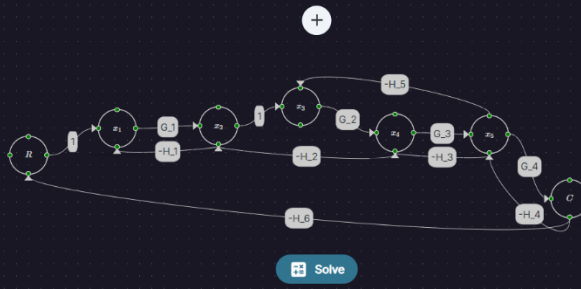 +
-H_5
1
G_1
1
G_2
G_3
G_4
R
x₁
x₂
x₃
x₄
x₅
C
-H_1
-H_2
-H_3
-H_4
-H_6
Solve